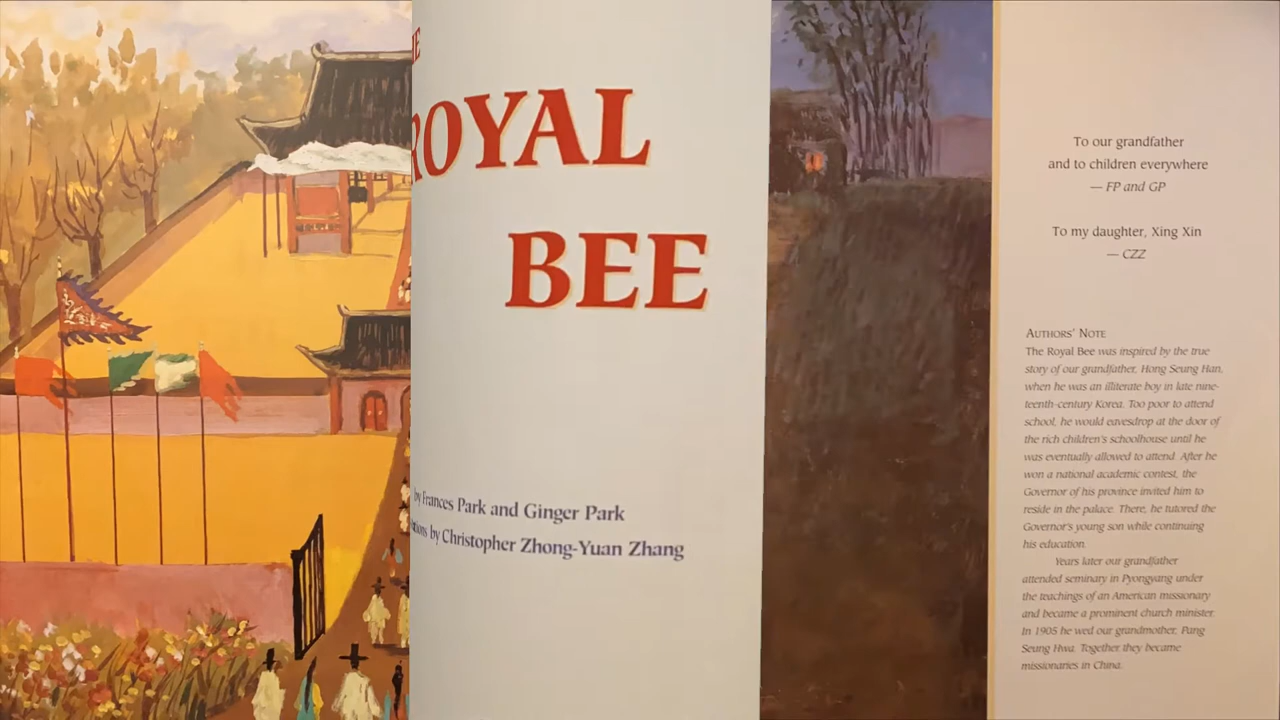 ROYAL
BEE
by Frances Park and Ginger Park
by Christopher Zhong-Yuan Zhang
To our grandfather
and to children everywhere
— FP and GP
To my daughter, Xing Xin
— CZZ
AUTHORS' NOTE
The Royal Bee was inspired by the true
story of our grandfather, Hong Seung Han,
when he was an illiterate boy in late nine-
teenth-century Korea. Too poor to attend
school, he would eavesdrop at the door of
the rich children's schoolhouse until he
was eventually allowed to attend. After he
won a national academic contest, the
Governor of his province invited him to
reside in the palace. There, he tutored the
Governor's young son while continuing
his education.
Years later our grandfather
attended seminary in Pyongyang under
the teachings of an American missionary
and became a prominent church minister.
In 1905 he wed our grandmother, Pang
Seung Hwa. Together they became
missionaries in China.